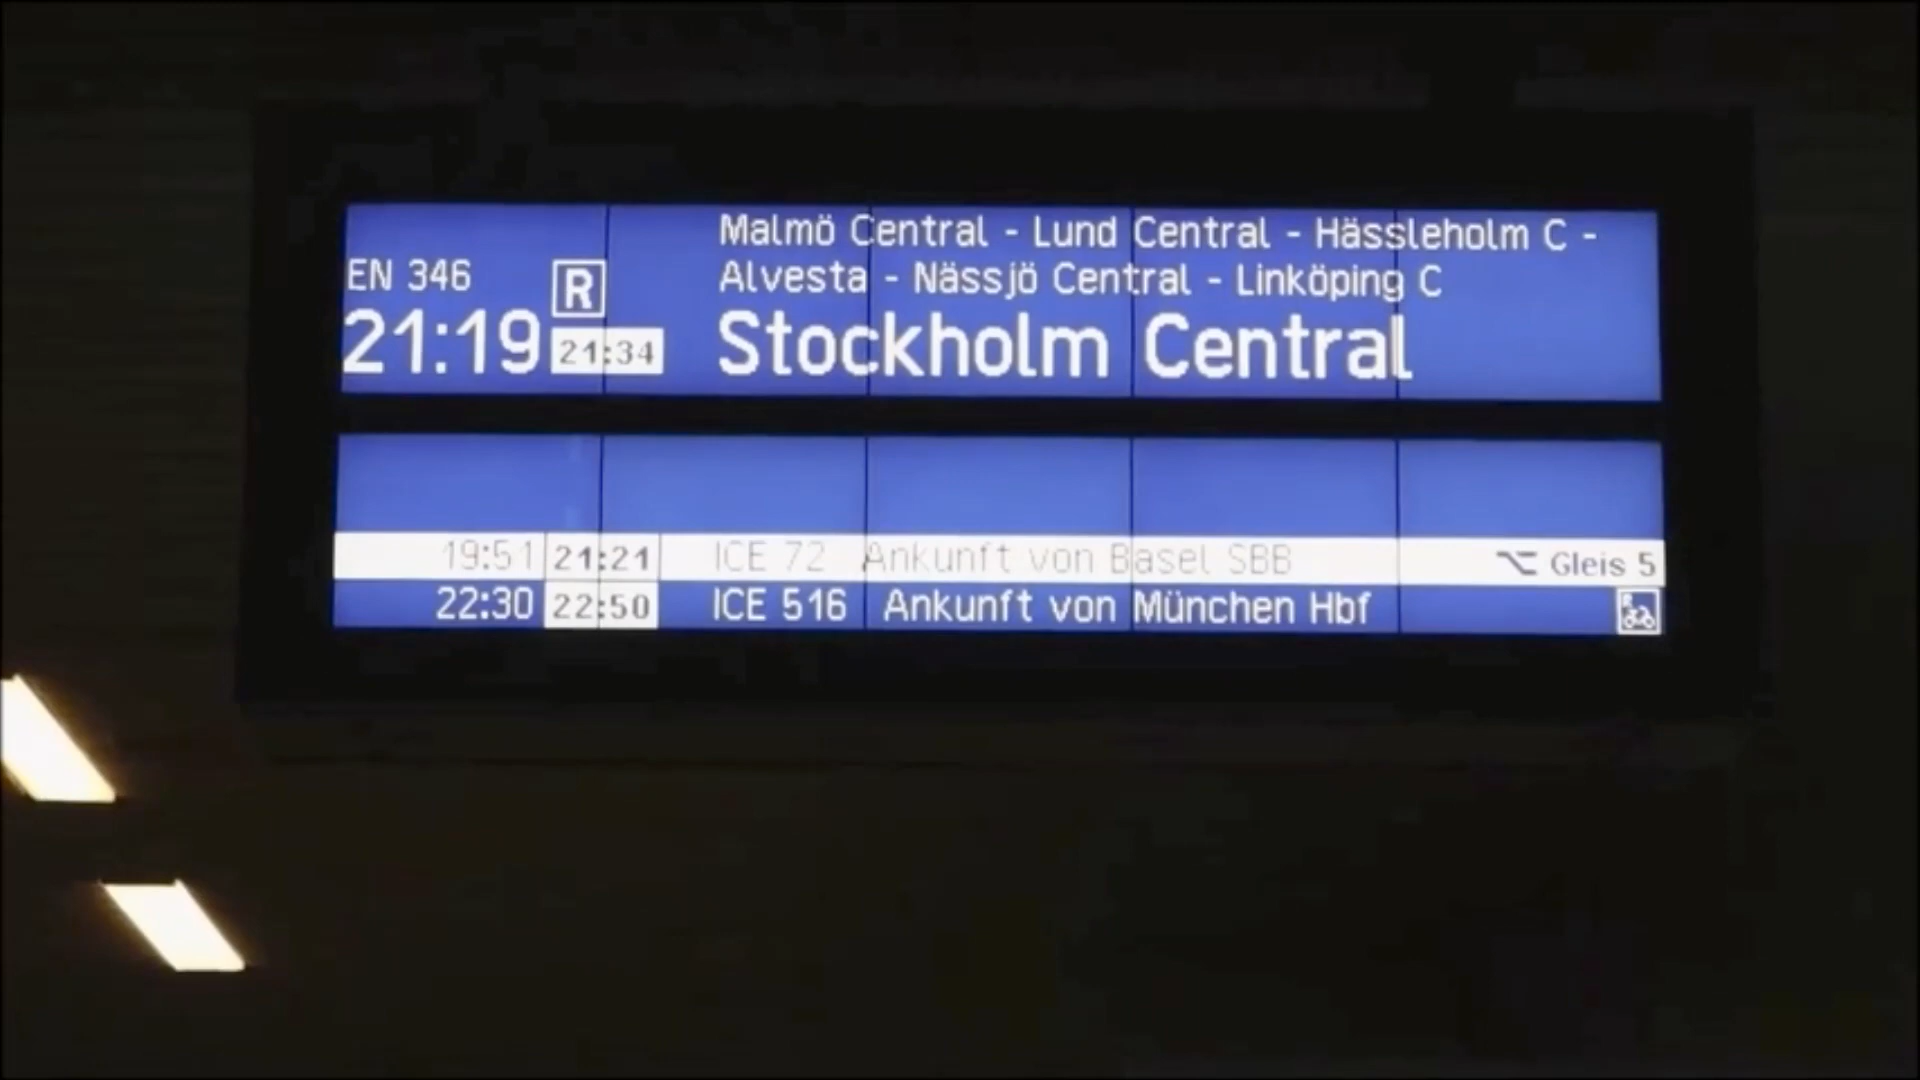 Malmö Central - Lund Central - Hässleholm C -
EN 346 R Alvesta - Nässjö Central - Linköping C
21:19 21:34 Stockholm Central
19:51 21:21 ICE 72 Ankunft von Basel SBB Gleis 5
22:30 22:50 ICE 516 Ankunft von München Hbf R